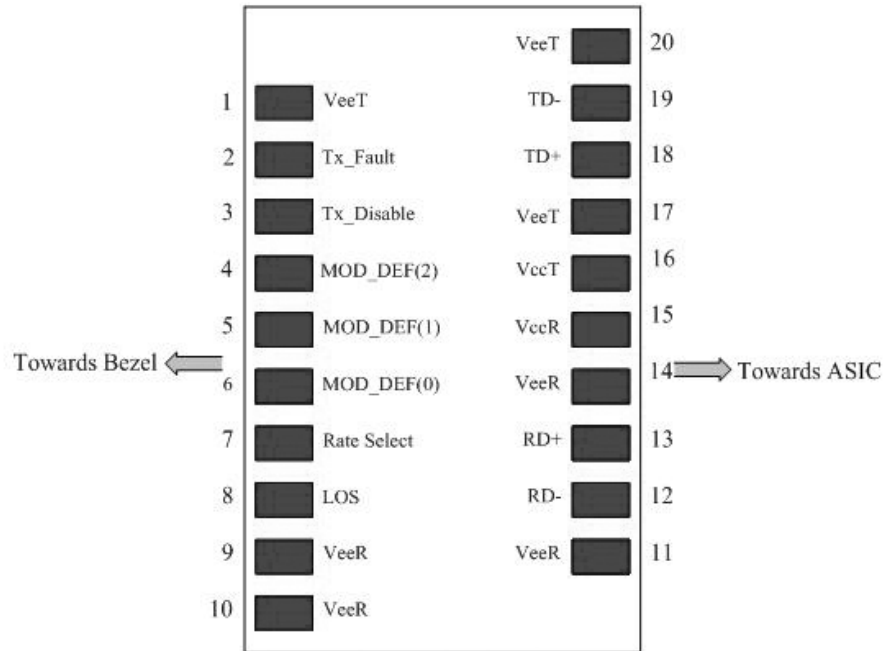 VeeT 20
1 VeeT TD- 19
2 Tx_Fault TD+ 18
3 Tx_Disable VeeT 17
4 MOD_DEF(2) VccT 16
5 MOD_DEF(1) VccR 15
Towards Bezel 14 Towards ASIC
6 MOD_DEF(0) VeeR
7 Rate Select RD+ 13
8 LOS RD- 12
9 VeeR VeeR 11
10 VeeR